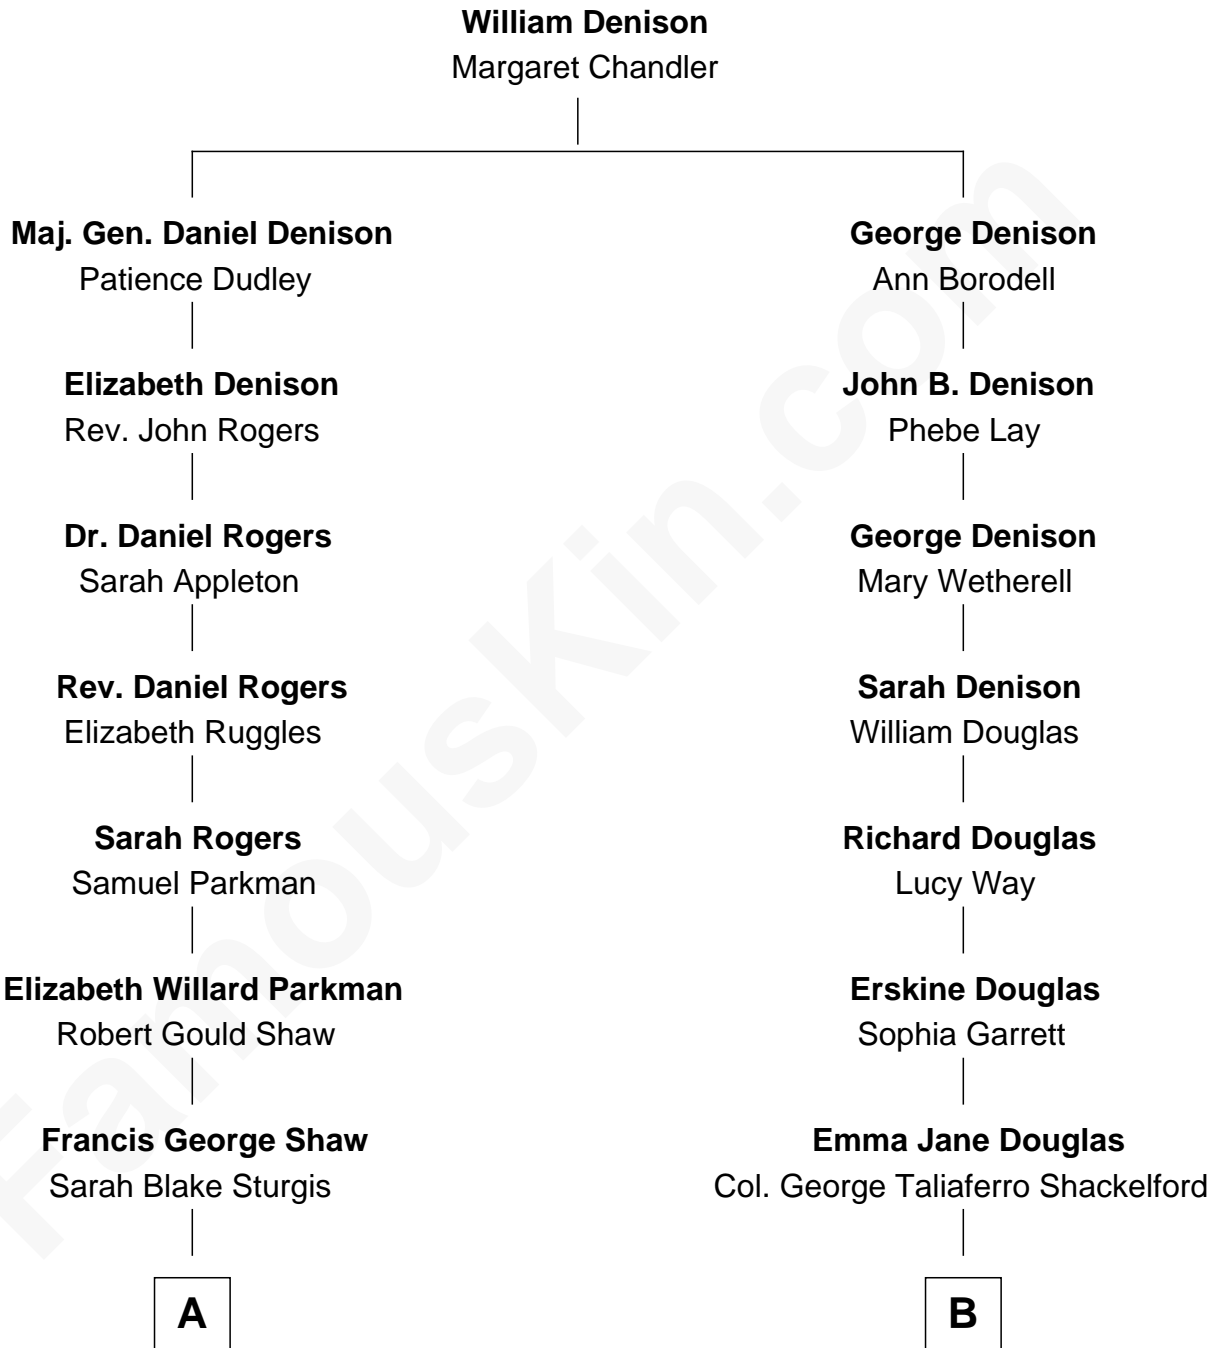 William Denison
Margaret Chandler
Maj. Gen. Daniel Denison
Patience Dudley
George Denison
Ann Borodell
Elizabeth Denison
Rev. John Rogers
John B. Denison
Phebe Lay
Dr. Daniel Rogers
Sarah Appleton
George Denison
Mary Wetherell
Rev. Daniel Rogers
Elizabeth Ruggles
Sarah Denison
William Douglas
Sarah Rogers
Samuel Parkman
Richard Douglas
Lucy Way
Elizabeth Willard Parkman
Robert Gould Shaw
Erskine Douglas
Sophia Garrett
Francis George Shaw
Sarah Blake Sturgis
Emma Jane Douglas
Col. George Taliaferro Shackelford
A
B
FamousKin.com